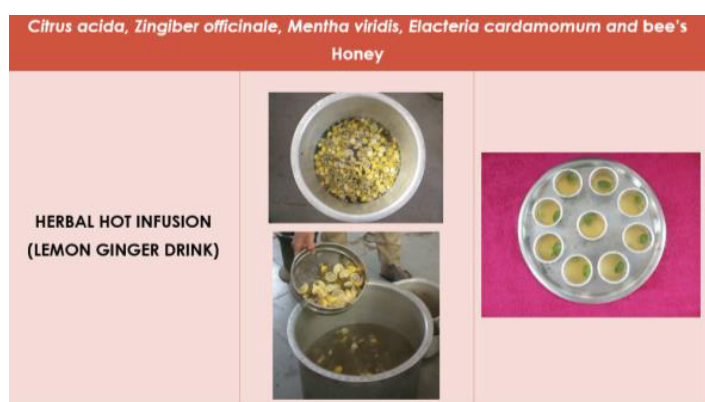 Citrus acida, Zingiber officinale, Mentha viridis, Elacteria cardamomum and bee's
Honey
HERBAL HOT INFUSION
(LEMON GINGER DRINK)